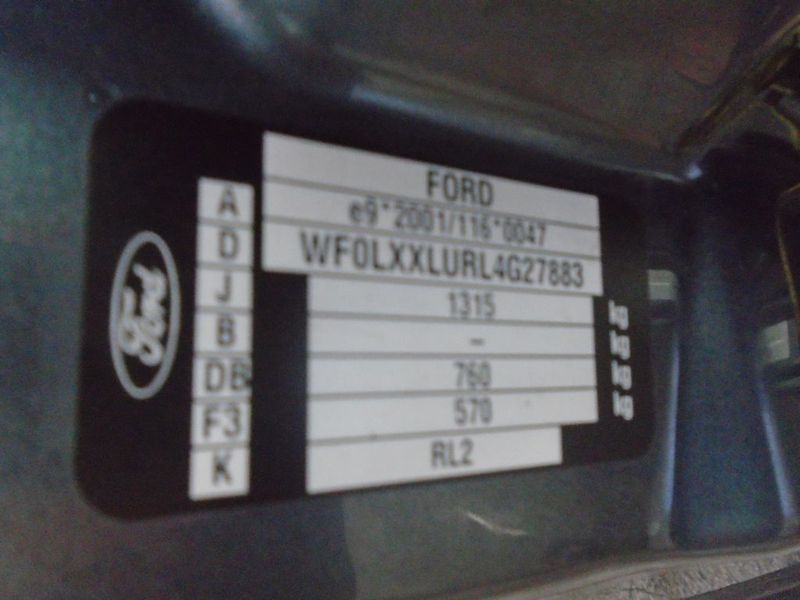 FORD
A e9*2001/116*0047
D WF0LXXLURL4G27883
J 1315 kg
B - kg
DB 760 kg
F3 570 kg
K RL2
Ford